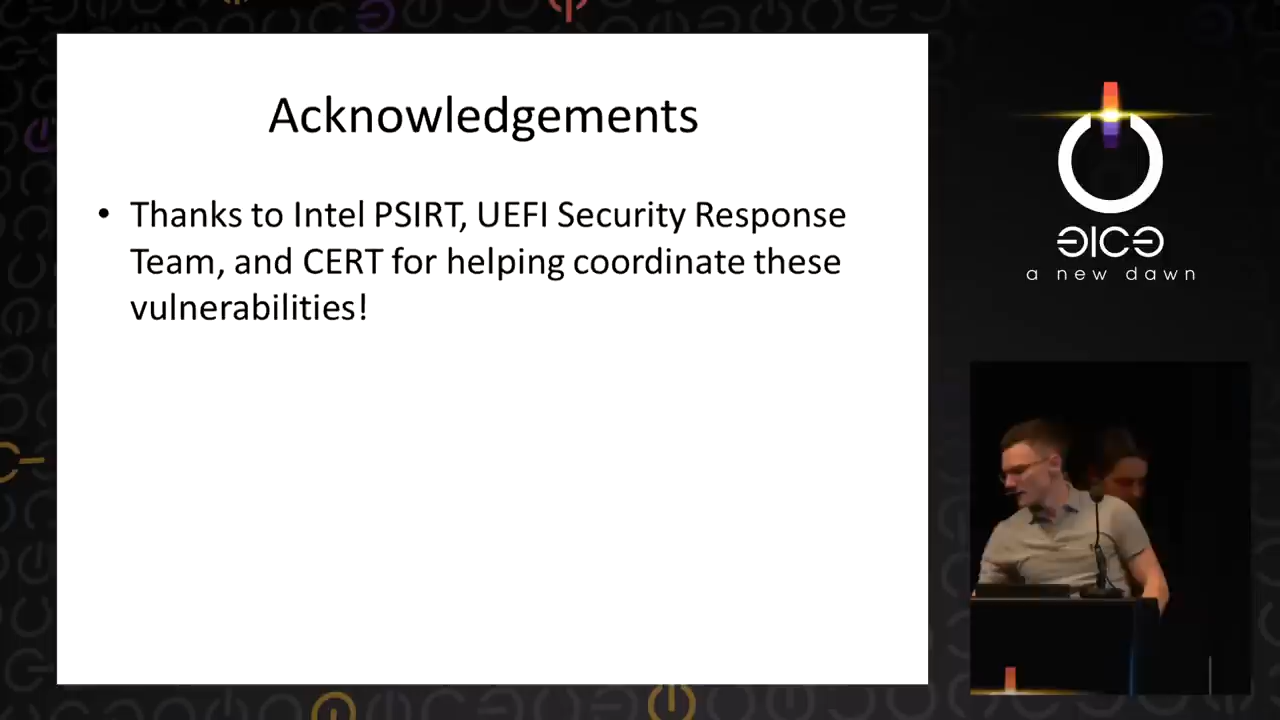 Acknowledgements
• Thanks to Intel PSIRT, UEFI Security Response
Team, and CERT for helping coordinate these
vulnerabilities!
a new dawn